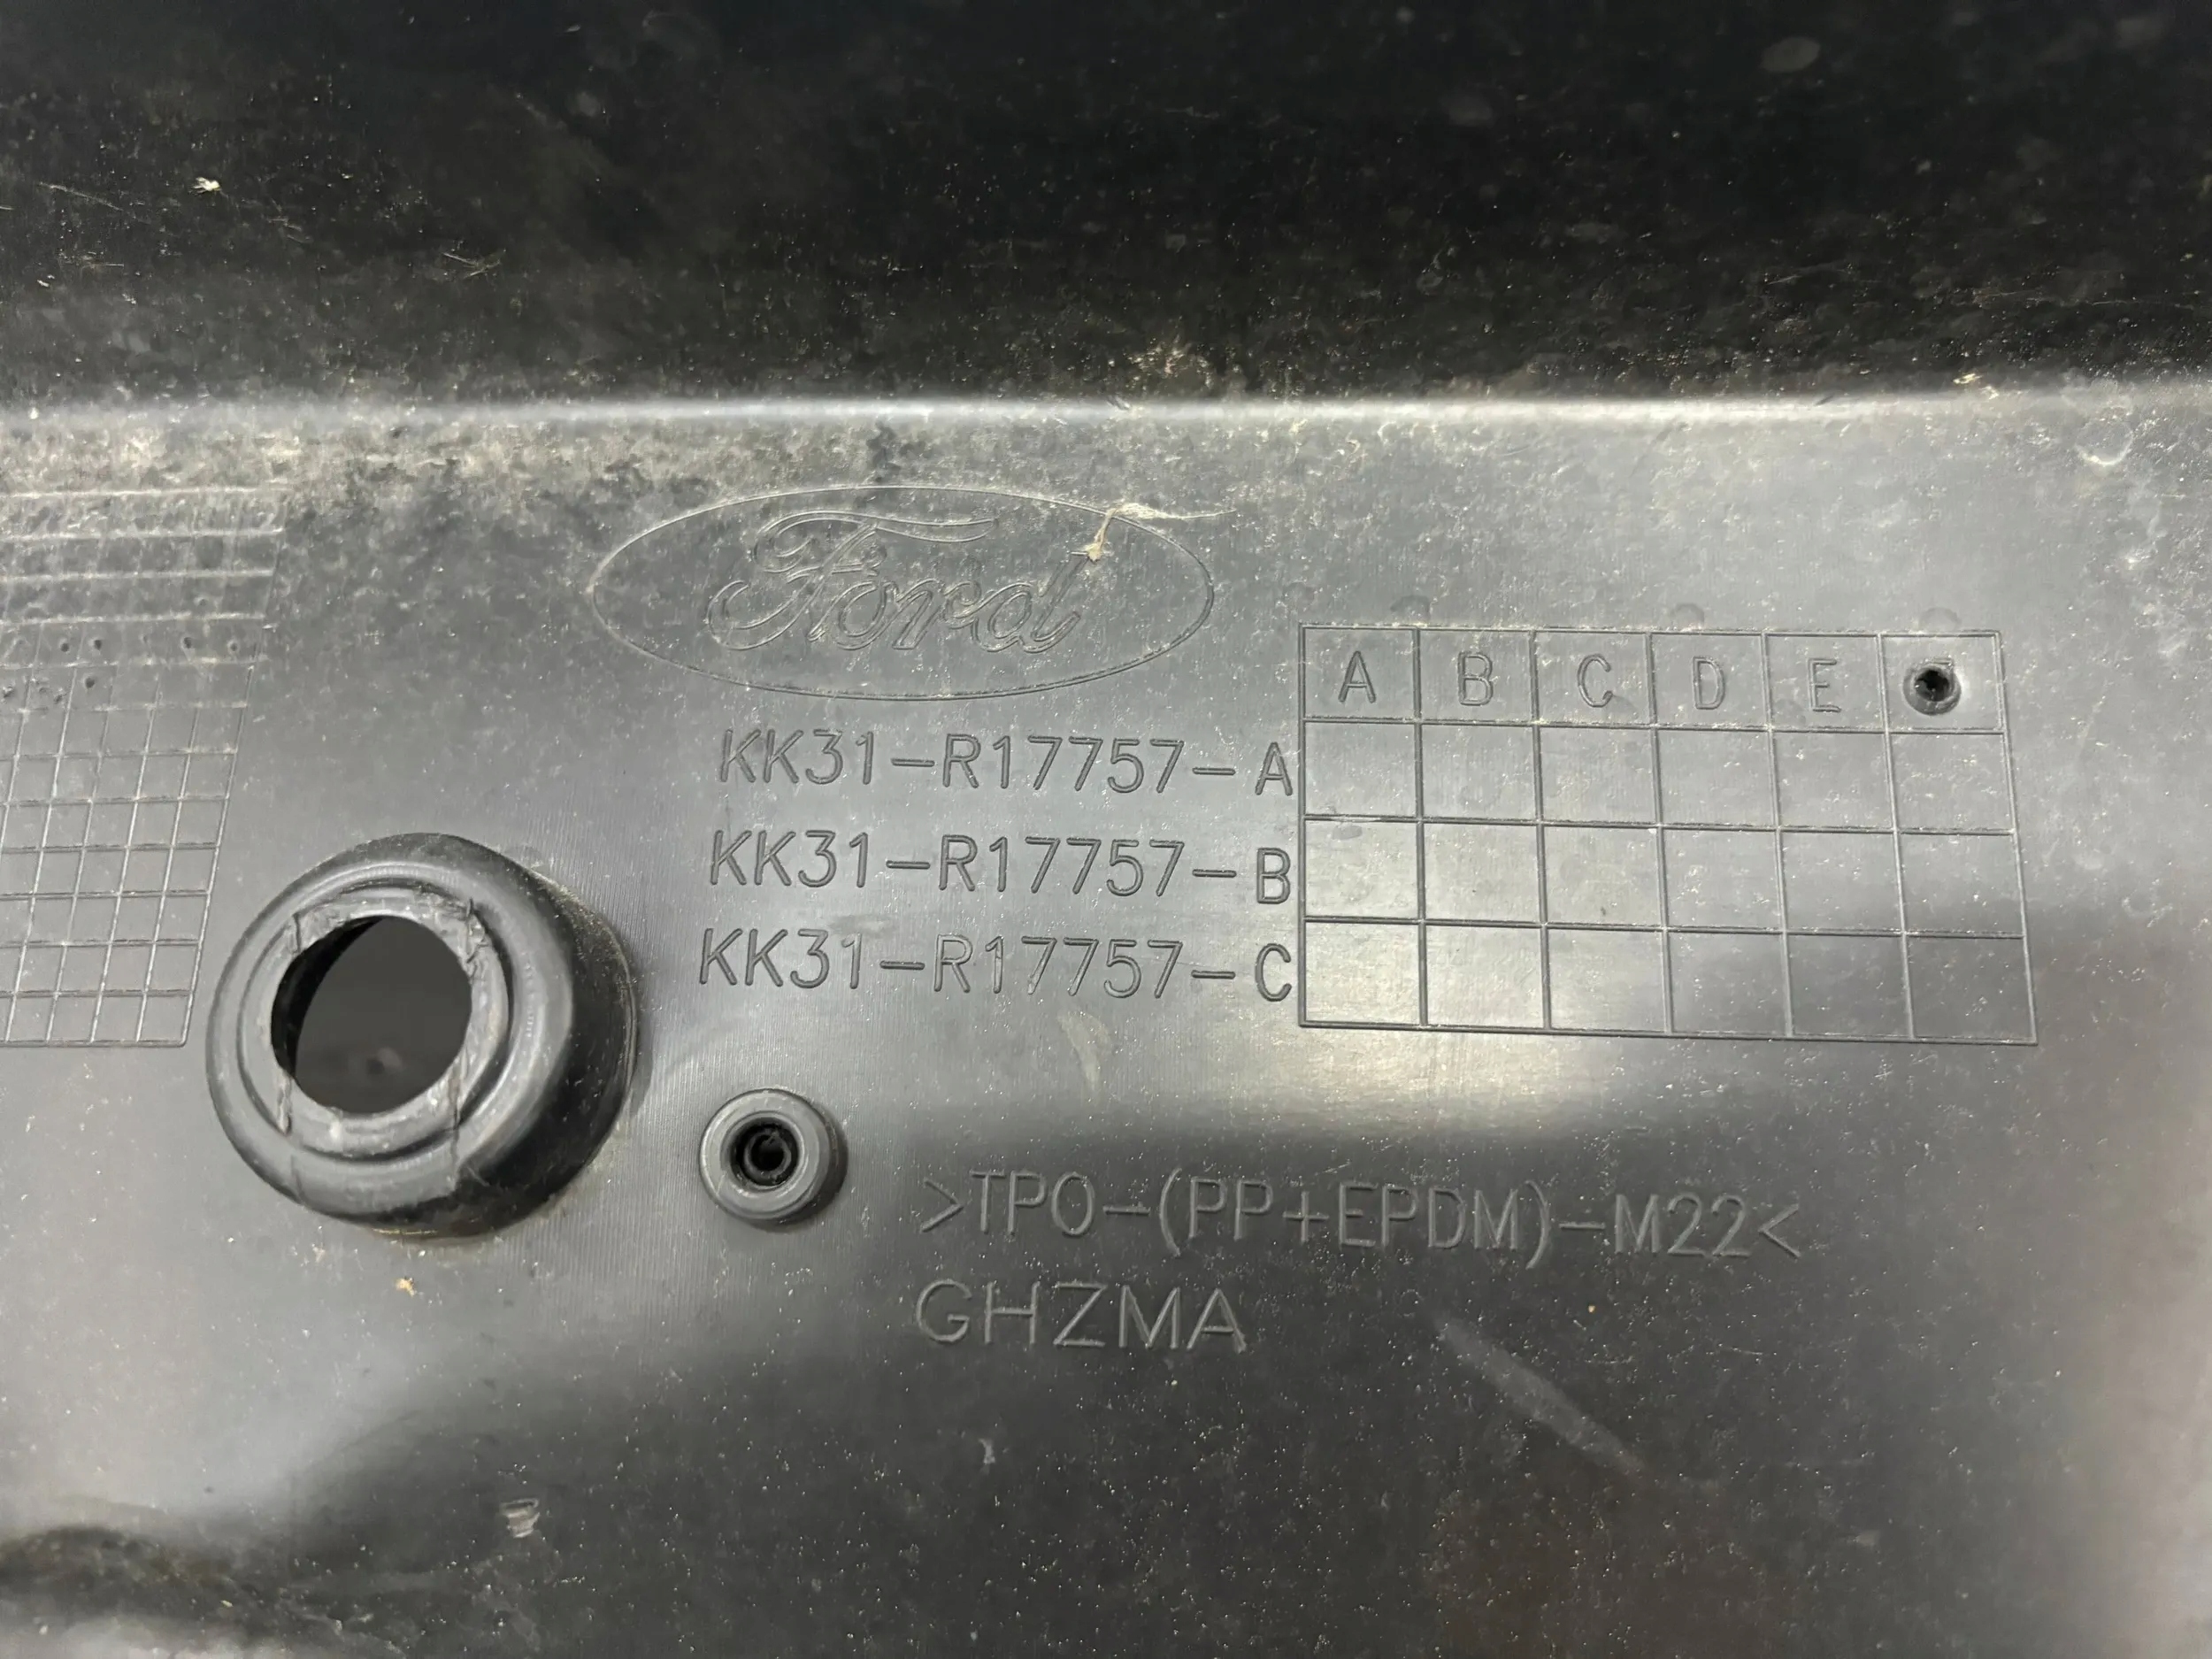 Ford
A B C D E
KK31-R17757-A
KK31-R17757-B
KK31-R17757-C
>TPO-(PP+EPDM)-M22<
GHZMA